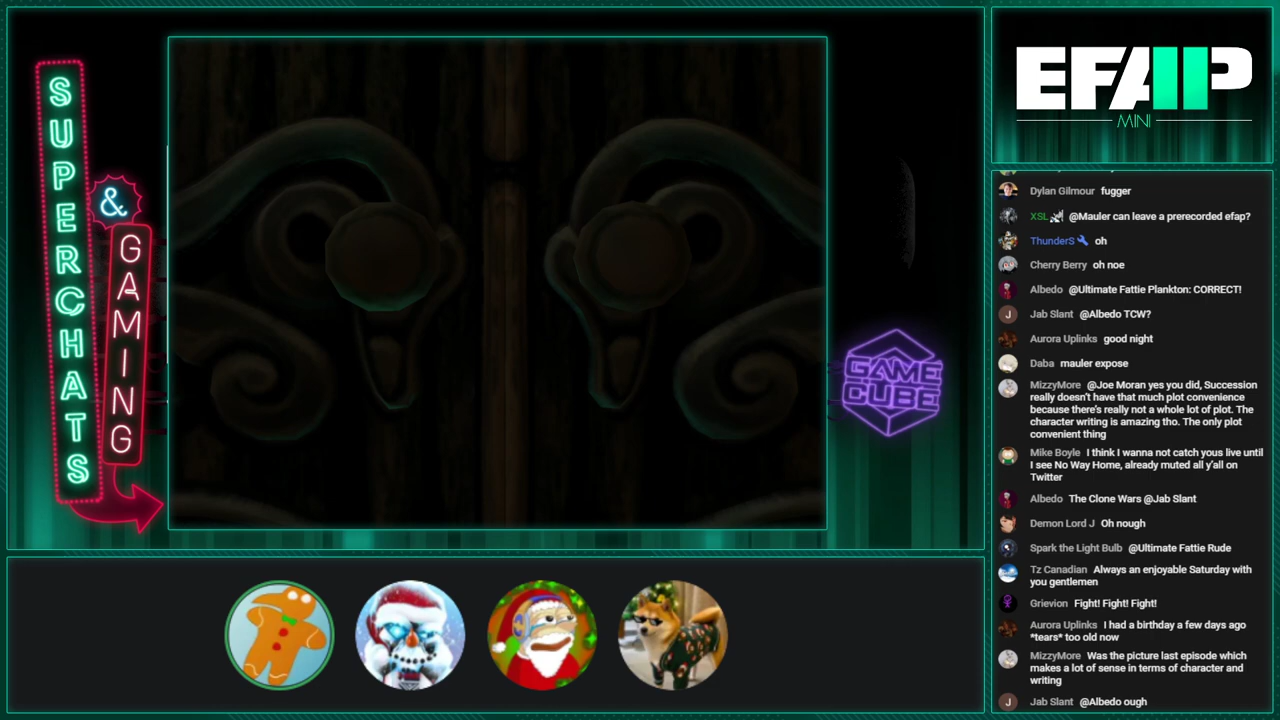 SUPERCHATS
&
GAMING
GAME
CUBE
EFAP
MINI
Dylan Gilmour fugger
XSL @Mauler can leave a prerecorded efap?
ThunderS oh
Cherry Berry oh noe
Albedo @Ultimate Fattie Plankton: CORRECT!
J Jab Slant @Albedo TCW?
Aurora Uplinks good night
Daba mauler expose
MizzyMore @Joe Moran yes you did, Succession
really doesn't have that much plot convenience
because there's really not a whole lot of plot. The
character writing is amazing tho. The only plot
convenient thing
Mike Boyle I think I wanna not catch yous live until
I see No Way Home, already muted all y'all on
Twitter
Albedo The Clone Wars @Jab Slant
Demon Lord J Oh nough
Spark the Light Bulb @Ultimate Fattie Rude
Tz Canadian Always an enjoyable Saturday with
you gentlemen
Grievion Fight! Fight! Fight!
Aurora Uplinks I had a birthday a few days ago
*tears* too old now
MizzyMore Was the picture last episode which
makes a lot of sense in terms of character and
writing
J Jab Slant @Albedo ough